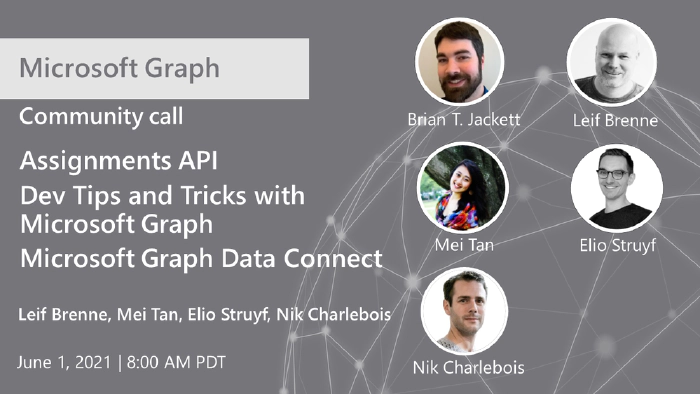 Microsoft Graph
Community call
Assignments API
Dev Tips and Tricks with
Microsoft Graph
Microsoft Graph Data Connect
Leif Brenne, Mei Tan, Elio Struyf, Nik Charlebois
June 1, 2021 | 8:00 AM PDT
Brian T. Jackett
Leif Brenne
Mei Tan
Elio Struyf
Nik Charlebois